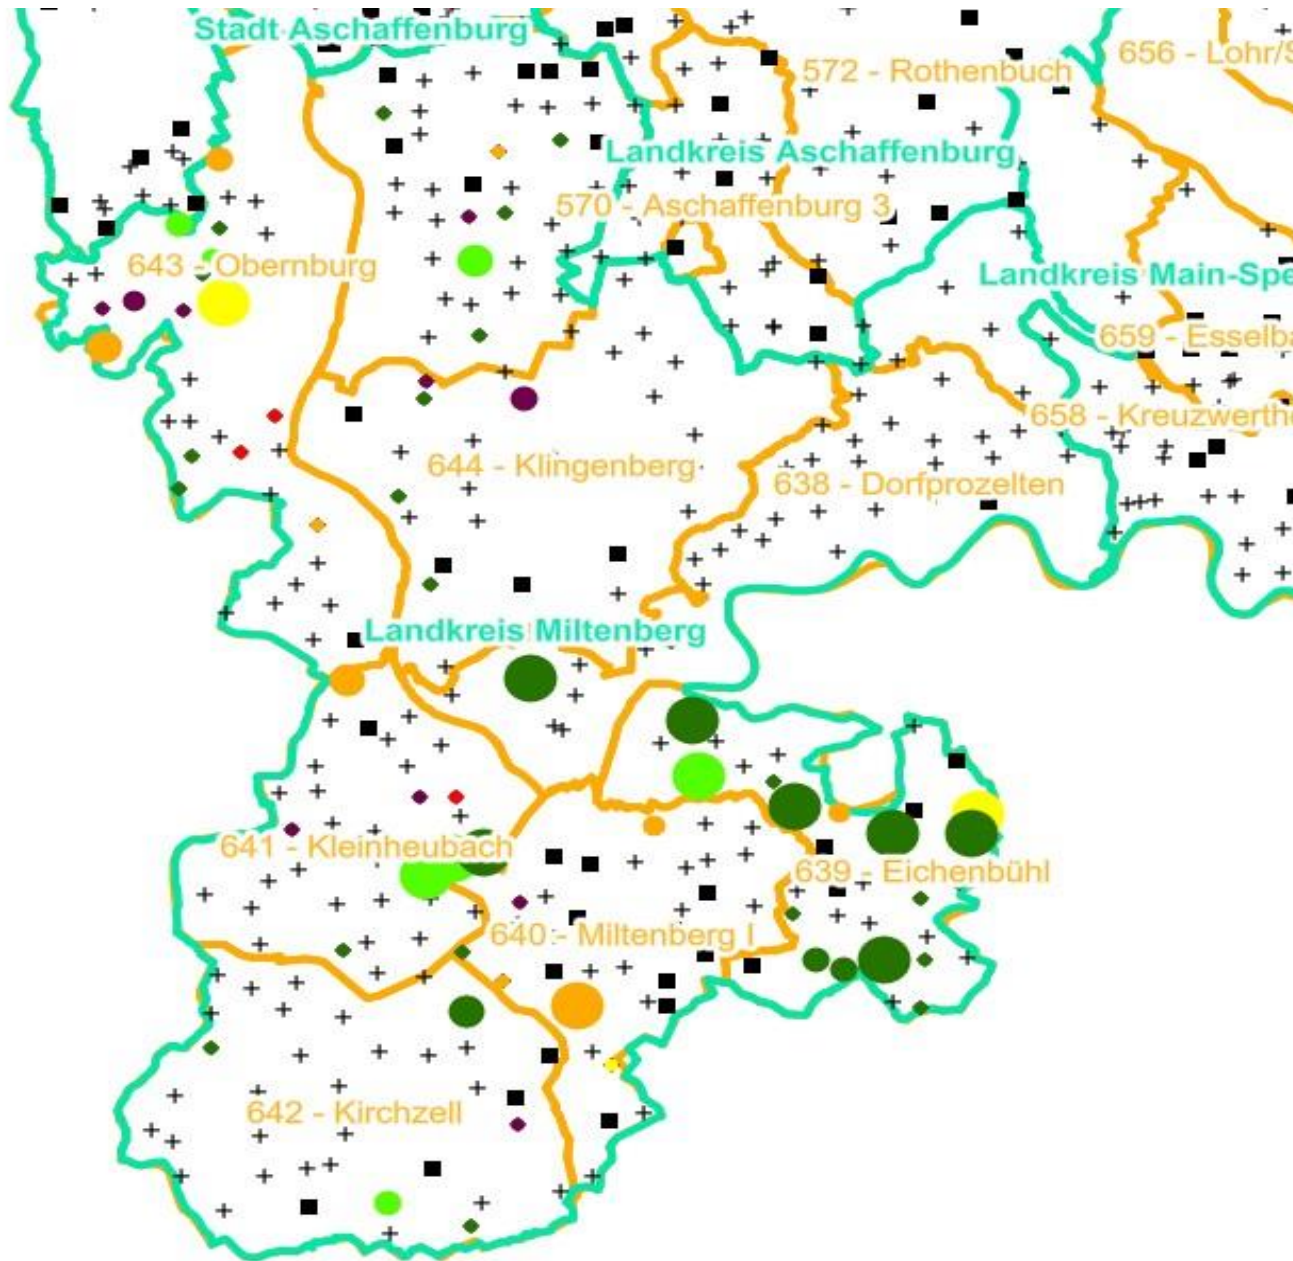 Stadt Aschaffenburg
656 - Lohr/S
572 - Rothenbuch
Landkreis Aschaffenburg
570 - Aschaffenburg 3
643 - Obernburg
Landkreis Main-Spe
659 - Esselba
658 - Kreuzwerthe
644 - Klingenberg
638 - Dorfprozelten
Landkreis Miltenberg
641 - Kleinheubach
639 - Eichenbühl
640 - Miltenberg I
642 - Kirchzell